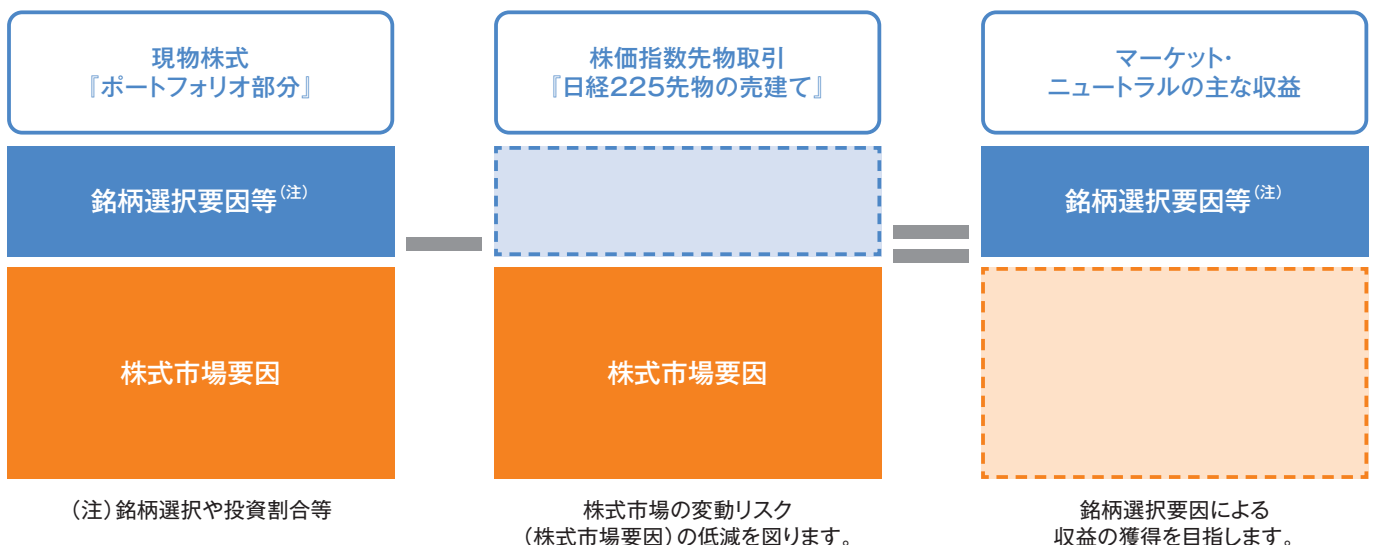 現物株式
『ポートフォリオ部分』
株価指数先物取引
『日経225先物の売建て』
マーケット・
ニュートラルの主な収益
銘柄選択要因等(注)
銘柄選択要因等(注)
株式市場要因
株式市場要因
(注)銘柄選択や投資割合等
株式市場の変動リスク
(株式市場要因)の低減を図ります。
銘柄選択要因による
収益の獲得を目指します。